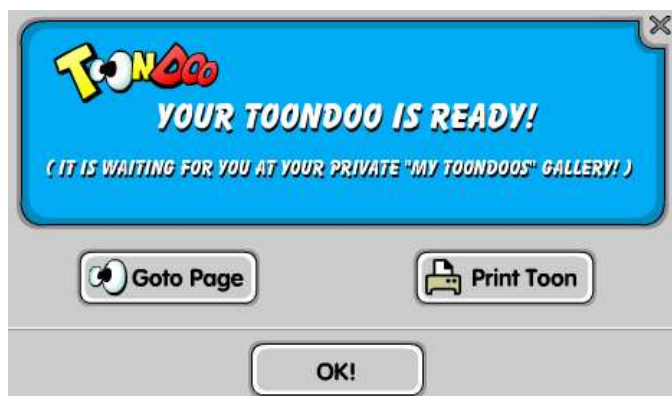 TOONDOO
YOUR TOONDOO IS READY!
( IT IS WAITING FOR YOU AT YOUR PRIVATE "MY TOONDOOS" GALLERY! )
Goto Page
Print Toon
OK!